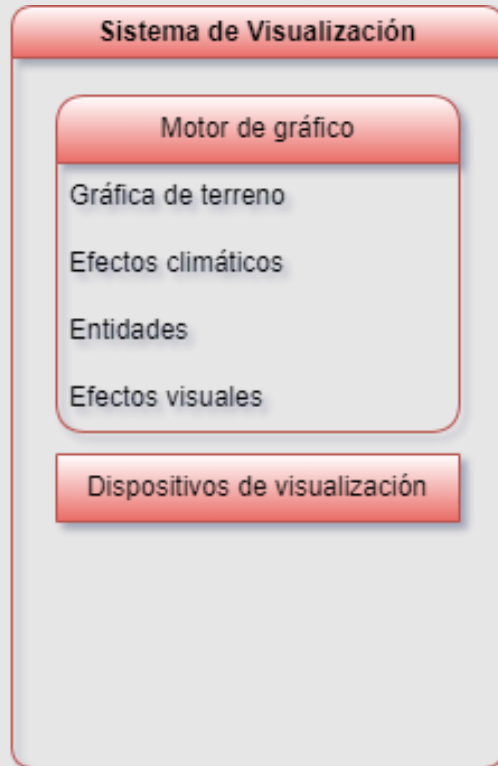 Sistema de Visualización
Motor de gráfico
Gráfica de terreno
Efectos climáticos
Entidades
Efectos visuales
Dispositivos de visualización